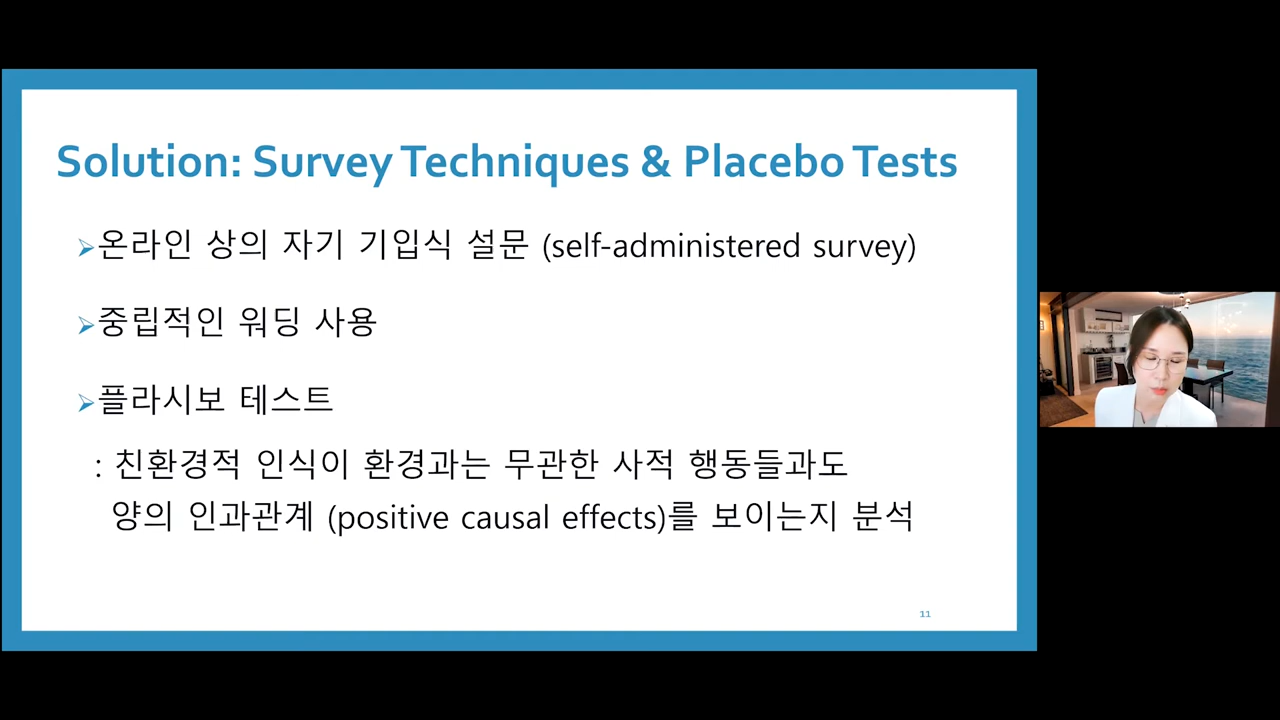 Solution: Survey Techniques & Placebo Tests
➢온라인 상의 자기 기입식 설문 (self-administered survey)
➢중립적인 워딩 사용
➢플라시보 테스트
: 친환경적 인식이 환경과는 무관한 사적 행동들과도
양의 인과관계 (positive causal effects)를 보이는지 분석
11